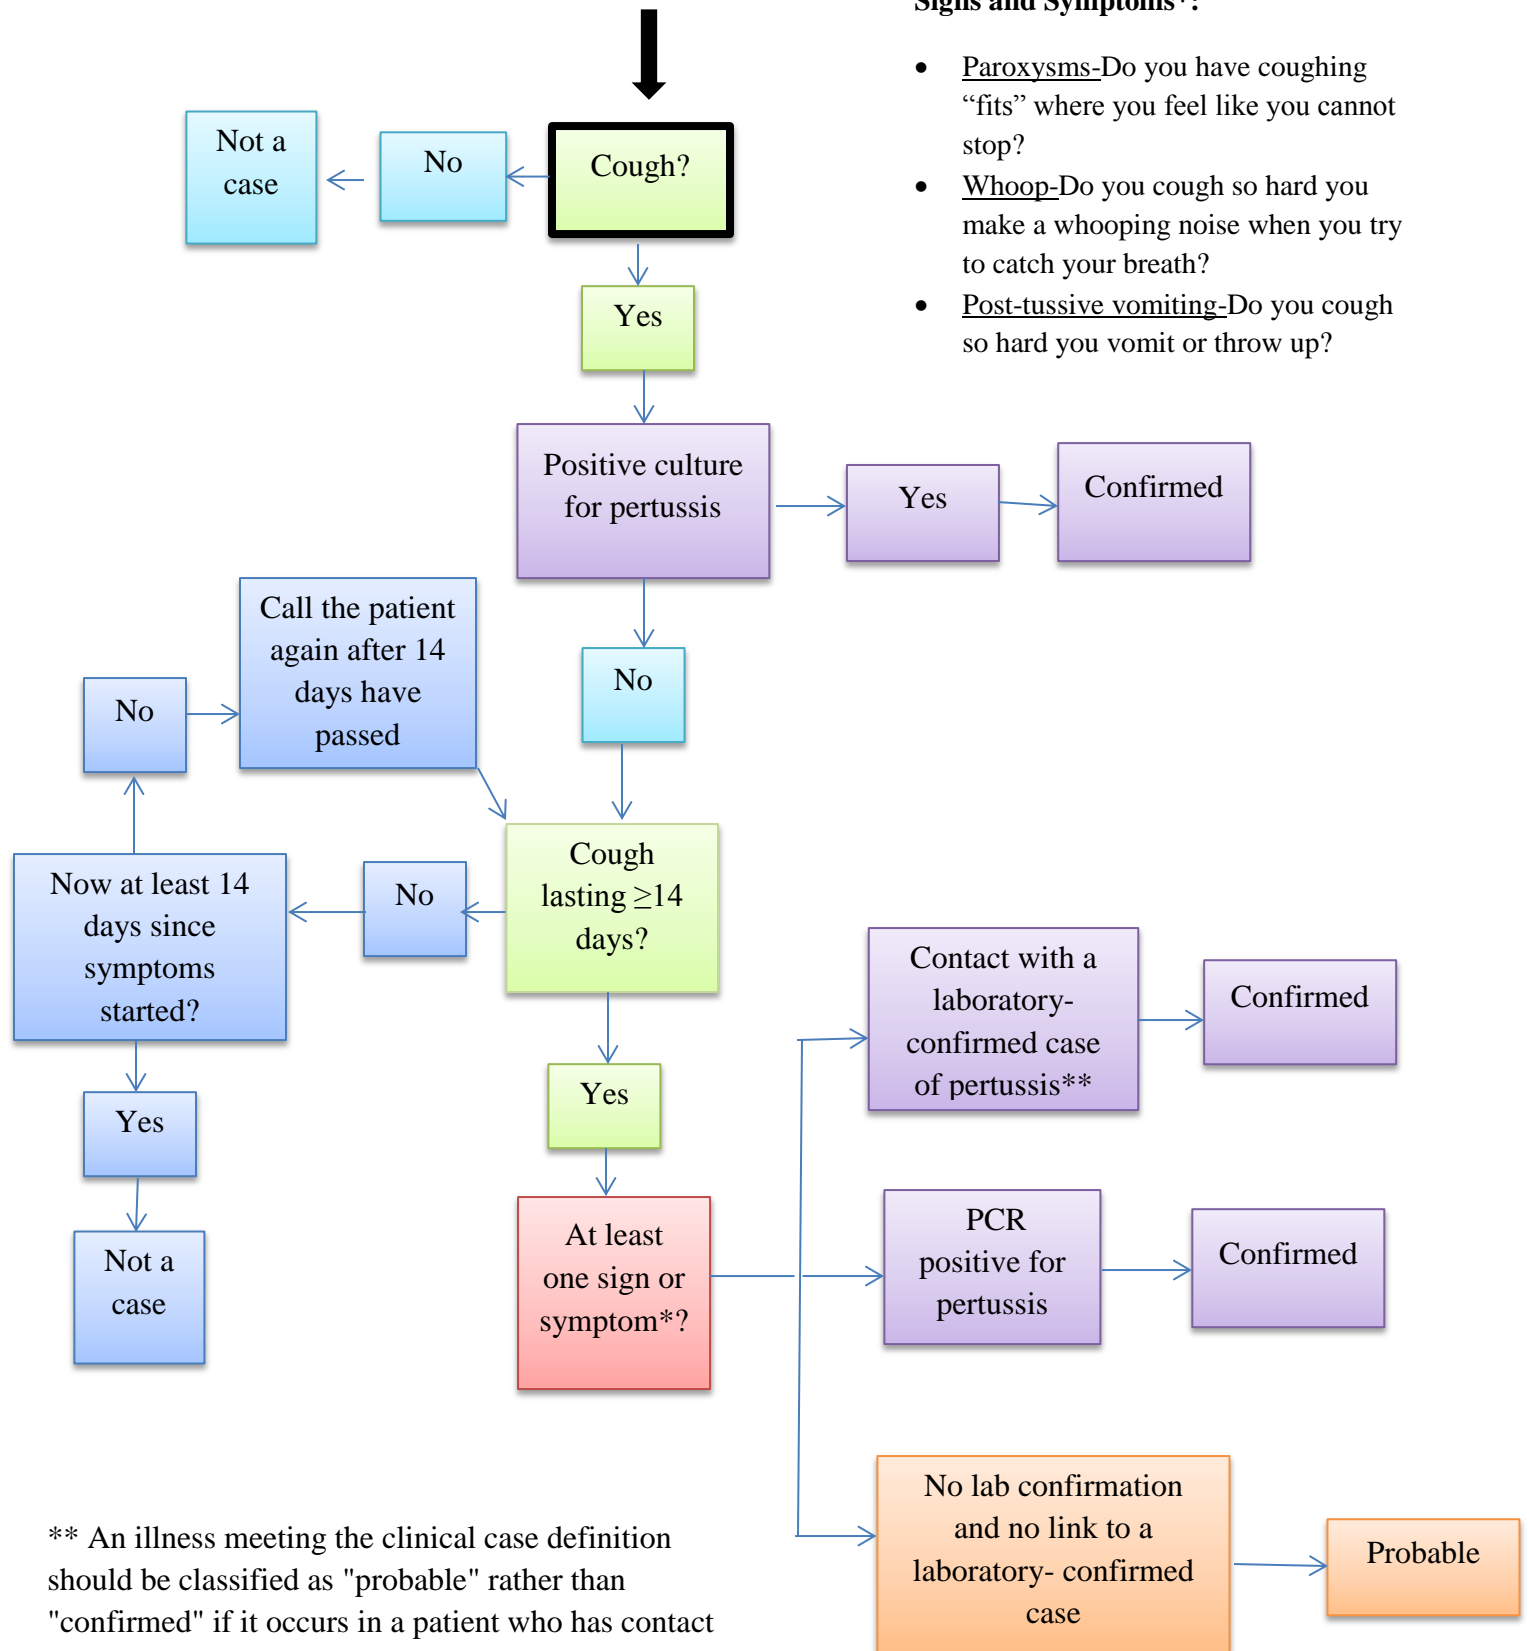 Signs and Symptoms*:
• Paroxysms-Do you have coughing
"fits" where you feel like you cannot
stop?
• Whoop-Do you cough so hard you
make a whooping noise when you try
to catch your breath?
• Post-tussive vomiting-Do you cough
so hard you vomit or throw up?
Cough?
No
Not a
case
Yes
Positive culture
for pertussis
Yes
Confirmed
No
Call the patient
again after 14
days have
passed
No
Cough
lasting ≥14
days?
No
Now at least 14
days since
symptoms
started?
Yes
Not a
case
Yes
At least
one sign or
symptom*?
Contact with a
laboratory-
confirmed case
of pertussis**
Confirmed
PCR
positive for
pertussis
Confirmed
No lab confirmation
and no link to a
laboratory- confirmed
case
Probable
** An illness meeting the clinical case definition
should be classified as "probable" rather than
"confirmed" if it occurs in a patient who has contact